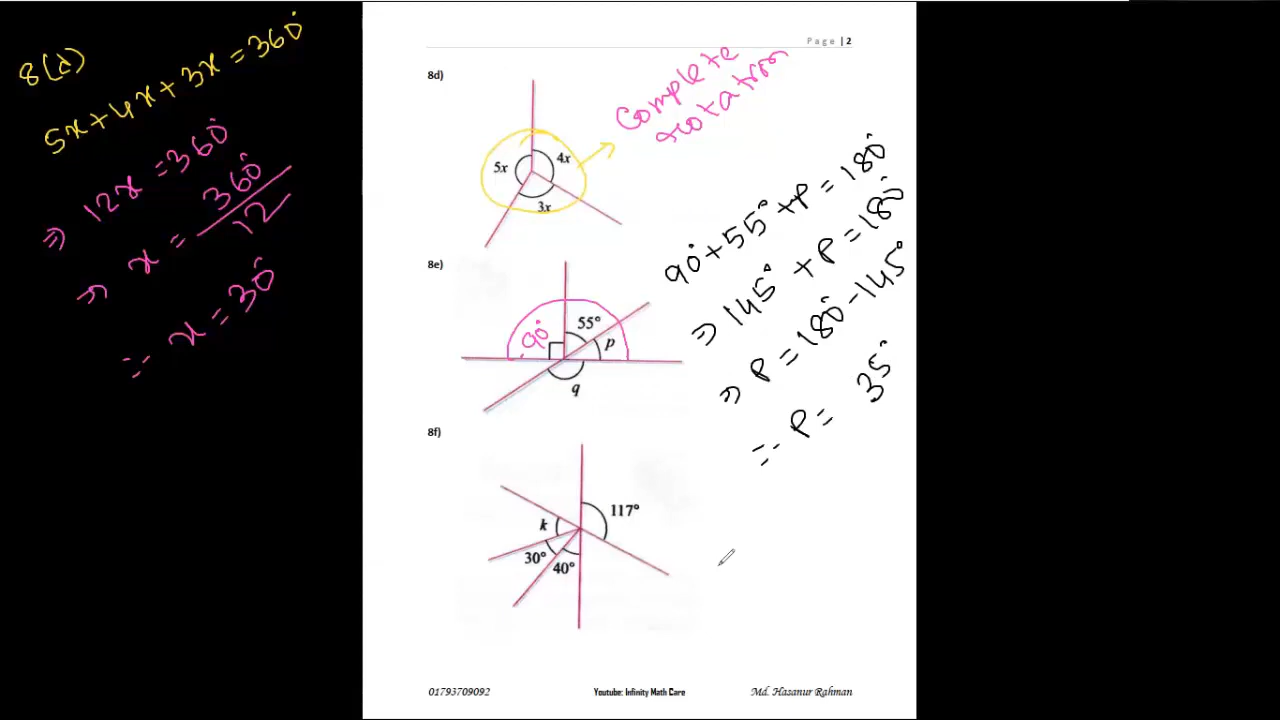 8(d)
5x+4x+3x=360°
⇒ 12x=360°
⇒ x = 360°/12
∴ x = 30°
Page | 2
8d)
Complete
rotation
4x
5x
3x
8e)
90°
55°
p
q
90°+55°+P=180°
⇒ 145°+P=180°
⇒ P=180°-145°
∴ P= 35°
8f)
117°
k
30°
40°
01793709092 Youtube: Infinity Math Care Md. Hasanur Rahman